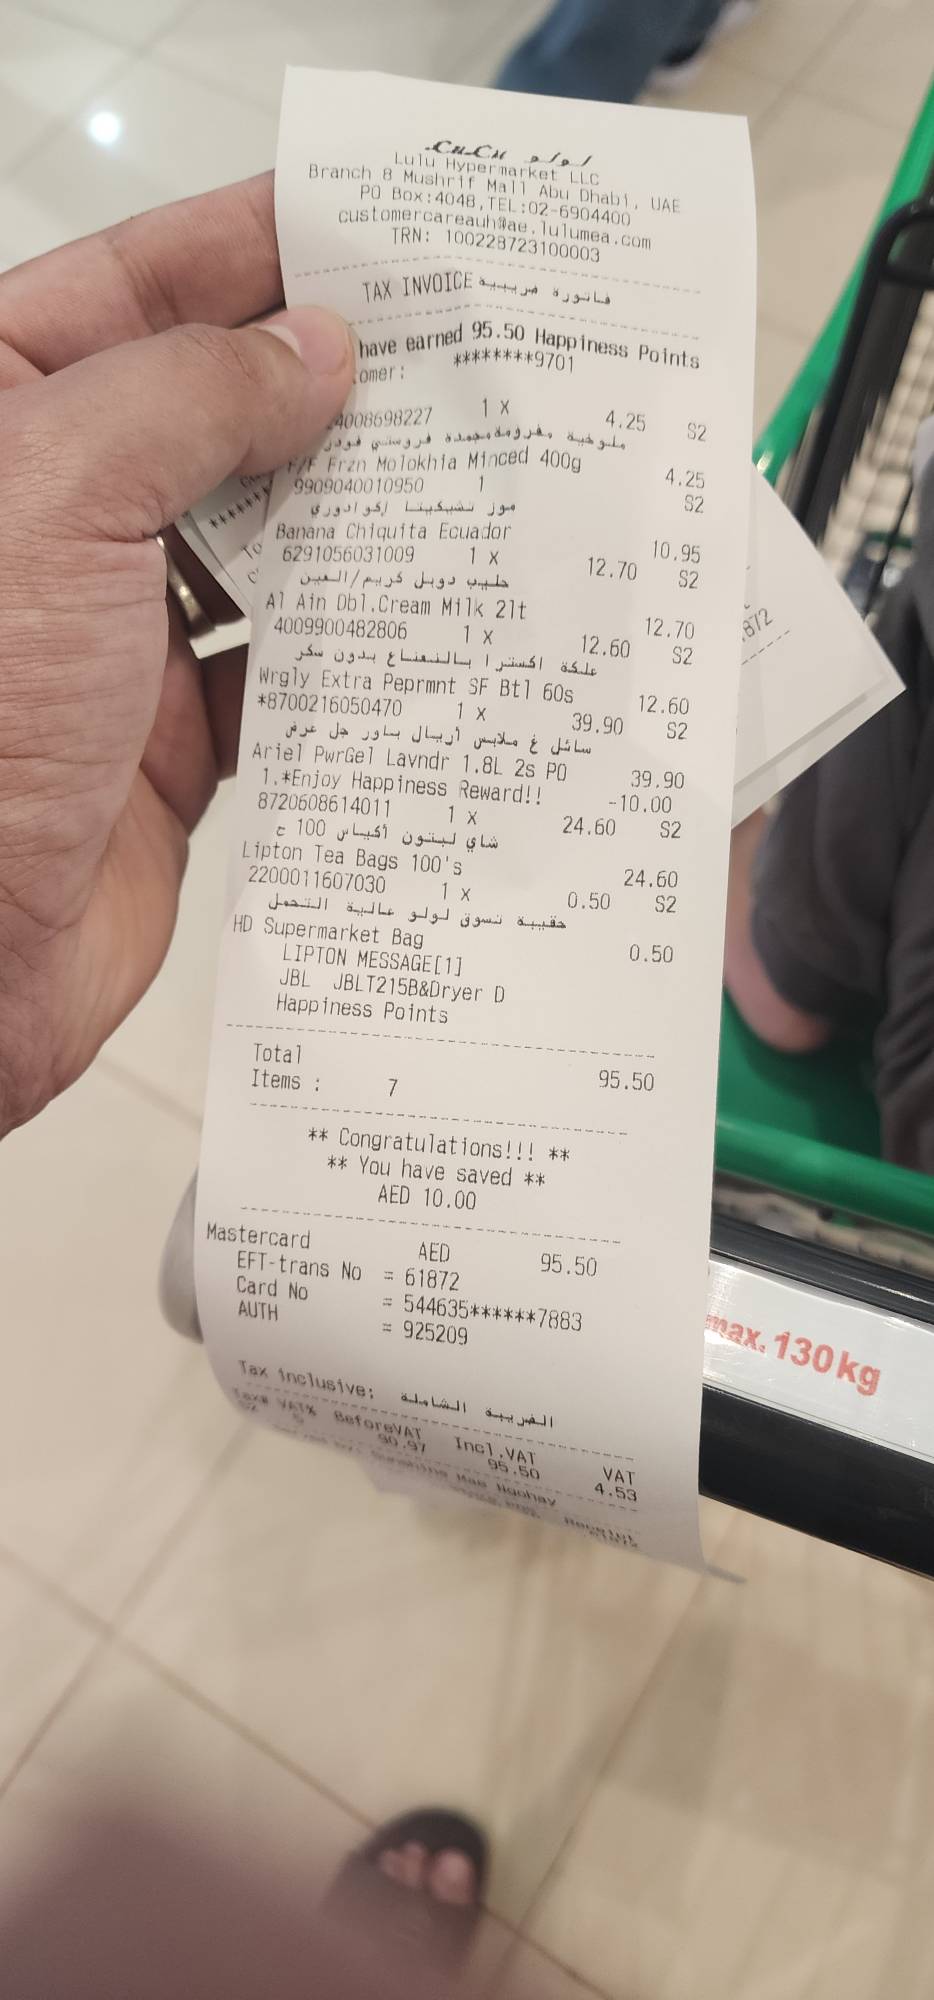 LuLu لولو
Lulu Hypermarket LLC
Branch 8 Mushrif Mall Abu Dhabi, UAE
PO Box:4048,TEL:02-6904400
customercareauh@ae.lulumea.com
TRN: 100228723100003
TAX INVOICE فاتورة ضريبية
have earned 95.50 Happiness Points
omer: ********9701
4008698227 1 X 4.25 S2
ملوخية مفرومة مجمدة فروستي فودز
F/F Frzn Molokhia Minced 400g 4.25
9909040010950 1 S2
موز تشيكيتا إكوادوري
Banana Chiquita Ecuador 10.95
6291056031009 1 X 12.70 S2
حليب دوبل كريم/العين
Al Ain Dbl.Cream Milk 2lt 12.70
4009900482806 1 X 12.60 S2
علكة اكسترا بالنعناع بدون سكر
Wrgly Extra Peprmnt SF Btl 60s 12.60
*8700216050470 1 X 39.90 S2
سائل غ ملابس أريال باور جل عرض
Ariel PwrGel Lavndr 1.8L 2s PO 39.90
1.*Enjoy Happiness Reward!! -10.00
8720608614011 1 X 24.60 S2
شاي ليبتون أكياس 100 ح
Lipton Tea Bags 100's 24.60
2200011607030 1 X 0.50 S2
حقيبة تسوق لولو عالية التحمل
HD Supermarket Bag 0.50
LIPTON MESSAGE[1]
JBL JBLT215B&Dryer D
Happiness Points
Total 95.50
Items : 7
** Congratulations!!! **
** You have saved **
AED 10.00
Mastercard AED 95.50
EFT-trans No = 61872
Card No = 544635******7883
AUTH = 925209
Tax inclusive: الضريبة الشاملة
Tax# VAT% BeforeVAT Incl.VAT VAT
S2 5 90.97 95.50 4.53
Receipt
872
max. 130kg